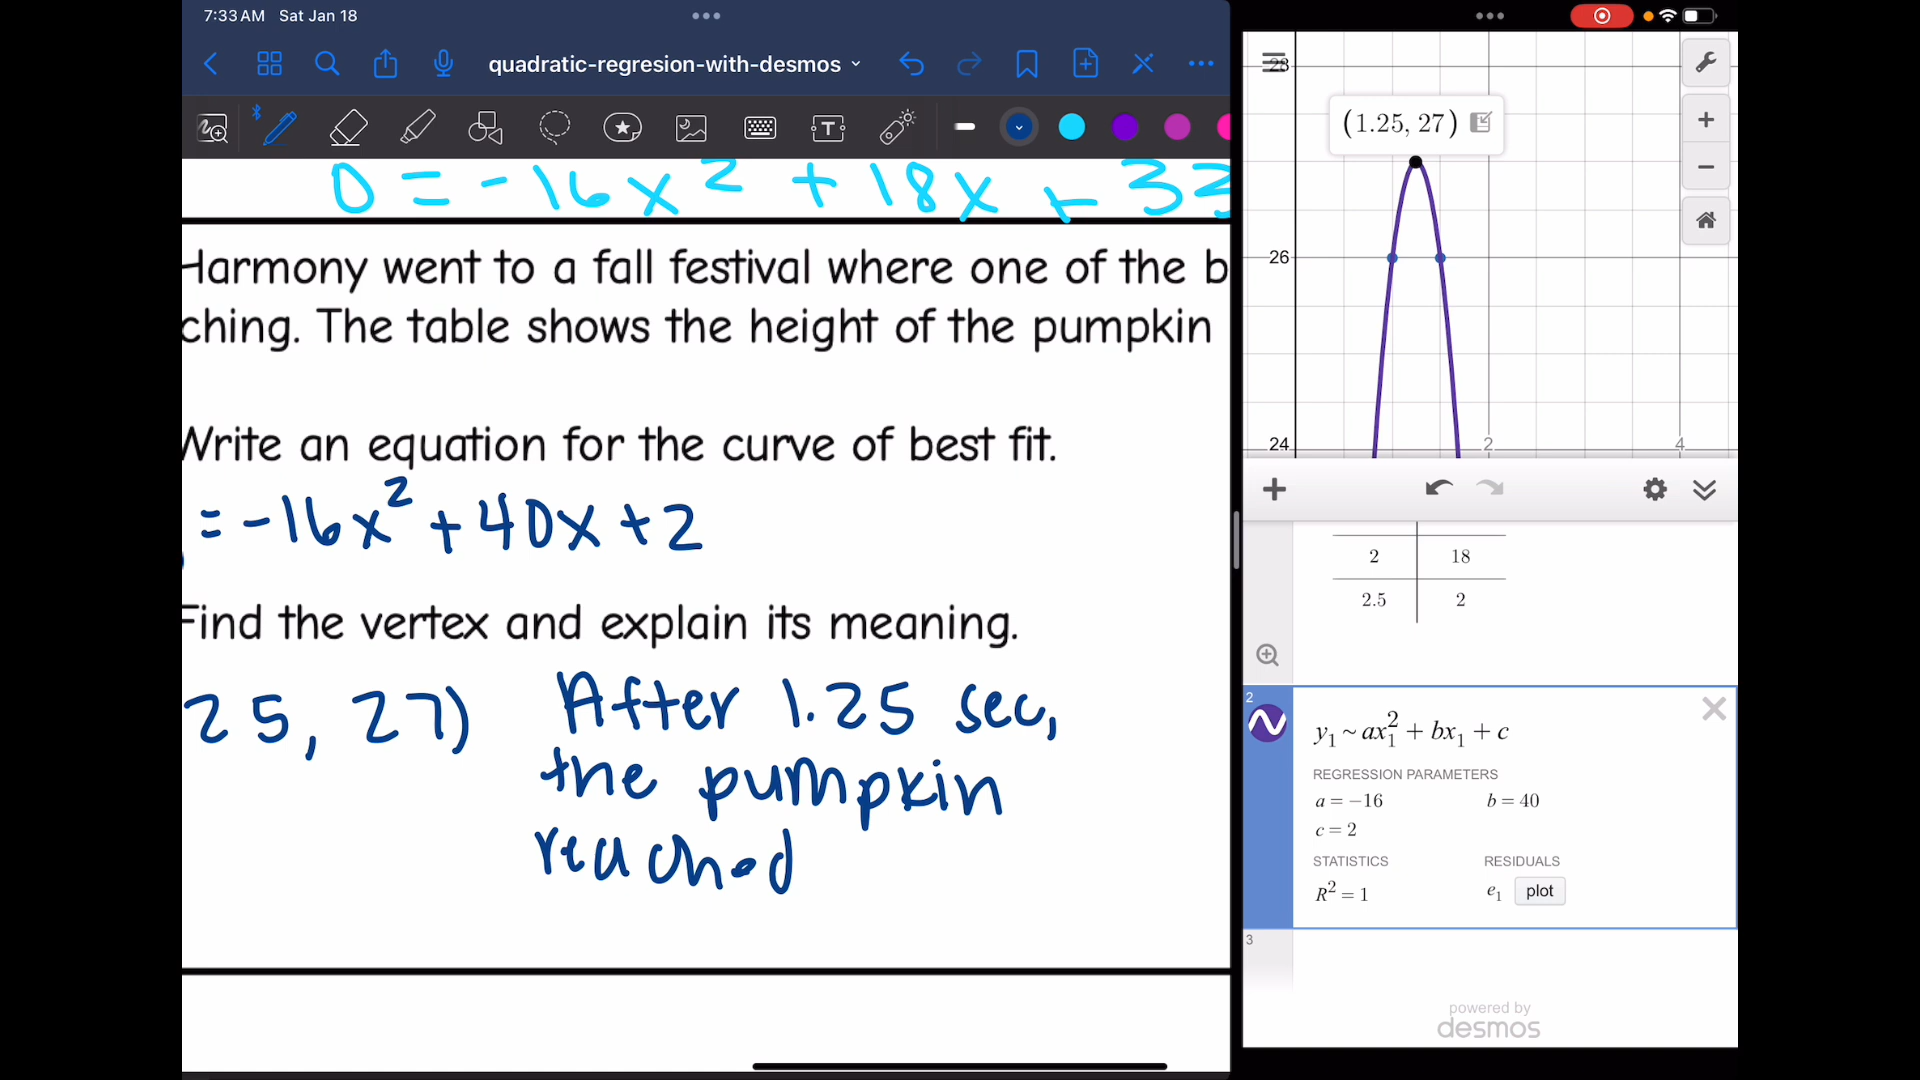 7:33 AM Sat Jan 18
quadratic-regresion-with-desmos
T
0 = -16x² + 18x + 33
Harmony went to a fall festival where one of the b
ching. The table shows the height of the pumpkin
Write an equation for the curve of best fit.
= -16x² + 40x + 2
Find the vertex and explain its meaning.
25, 27)
After 1.25 sec,
the pumpkin
reached
28
(1.25, 27)
26
24
2
4
2 18
2.5 2
2
y₁ ~ ax₁² + bx₁ + c
REGRESSION PARAMETERS
a = −16 b = 40
c = 2
STATISTICS RESIDUALS
R² = 1 e₁ plot
3
powered by
desmos